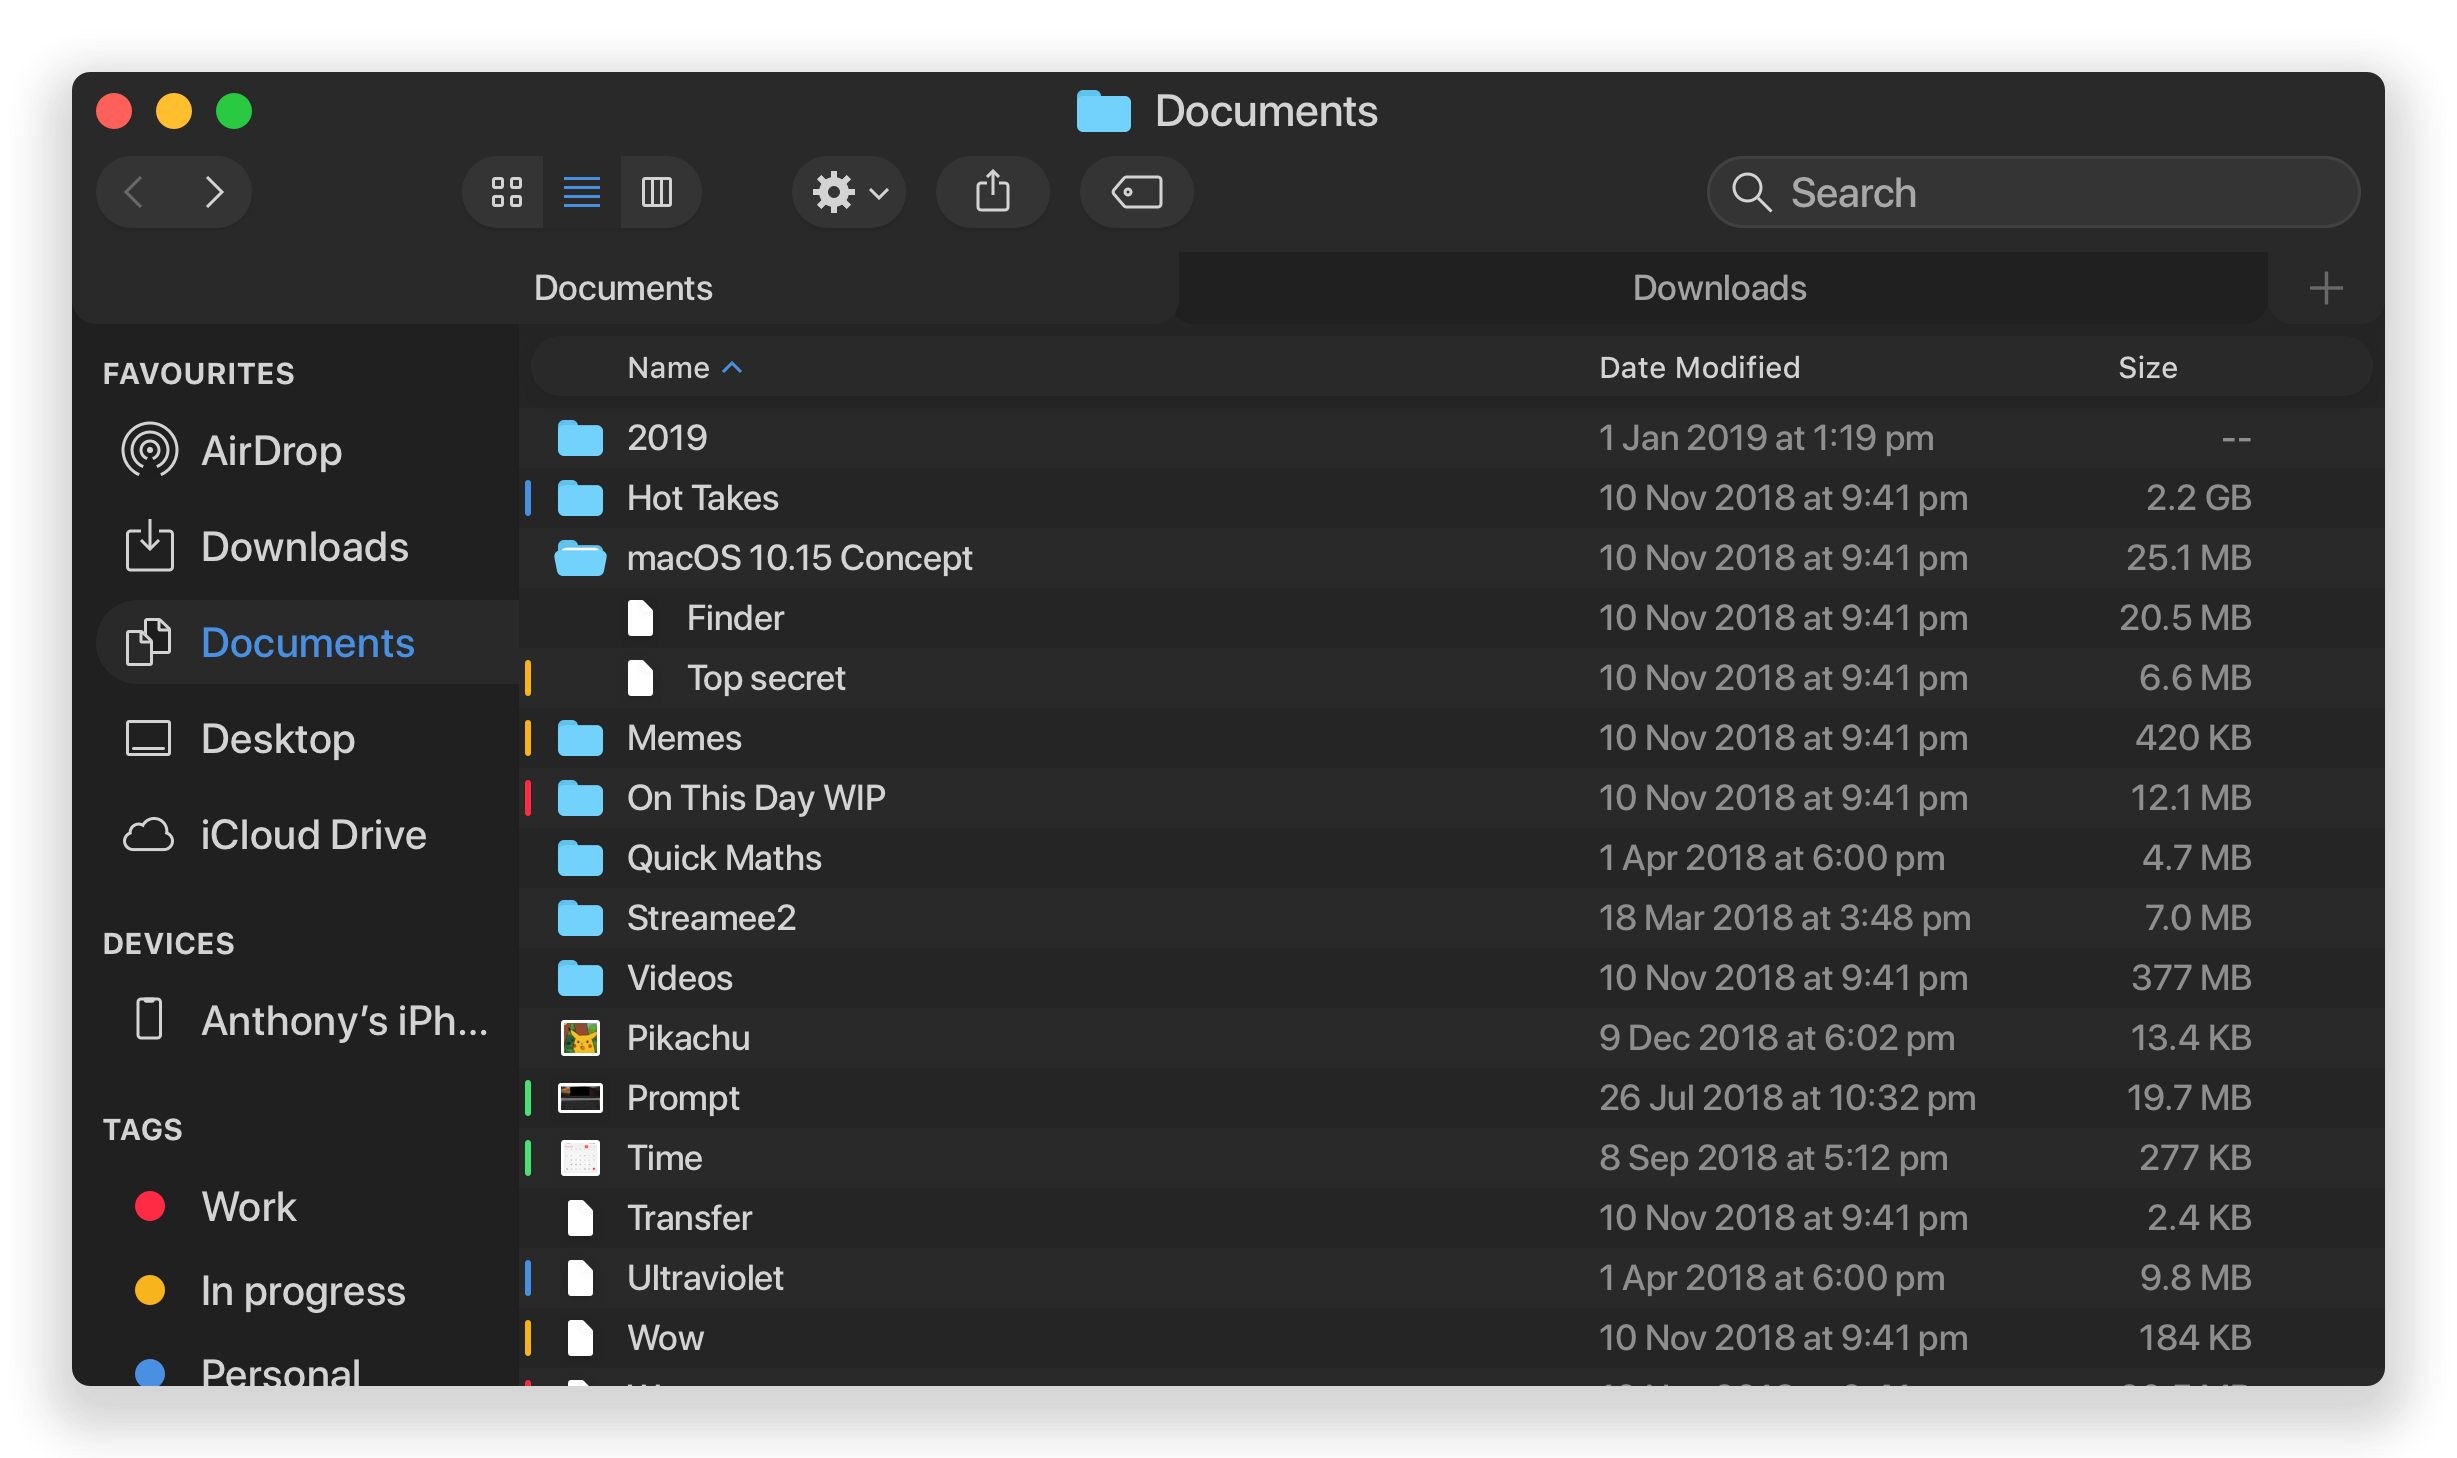 Documents
Search
Documents
Downloads
FAVOURITES
AirDrop
Downloads
Documents
Desktop
iCloud Drive
DEVICES
Anthony’s iPh...
TAGS
Work
In progress
Personal
Name Date Modified Size
2019 1 Jan 2019 at 1:19 pm --
Hot Takes 10 Nov 2018 at 9:41 pm 2.2 GB
macOS 10.15 Concept 10 Nov 2018 at 9:41 pm 25.1 MB
Finder 10 Nov 2018 at 9:41 pm 20.5 MB
Top secret 10 Nov 2018 at 9:41 pm 6.6 MB
Memes 10 Nov 2018 at 9:41 pm 420 KB
On This Day WIP 10 Nov 2018 at 9:41 pm 12.1 MB
Quick Maths 1 Apr 2018 at 6:00 pm 4.7 MB
Streamee2 18 Mar 2018 at 3:48 pm 7.0 MB
Videos 10 Nov 2018 at 9:41 pm 377 MB
Pikachu 9 Dec 2018 at 6:02 pm 13.4 KB
Prompt 26 Jul 2018 at 10:32 pm 19.7 MB
Time 8 Sep 2018 at 5:12 pm 277 KB
Transfer 10 Nov 2018 at 9:41 pm 2.4 KB
Ultraviolet 1 Apr 2018 at 6:00 pm 9.8 MB
Wow 10 Nov 2018 at 9:41 pm 184 KB